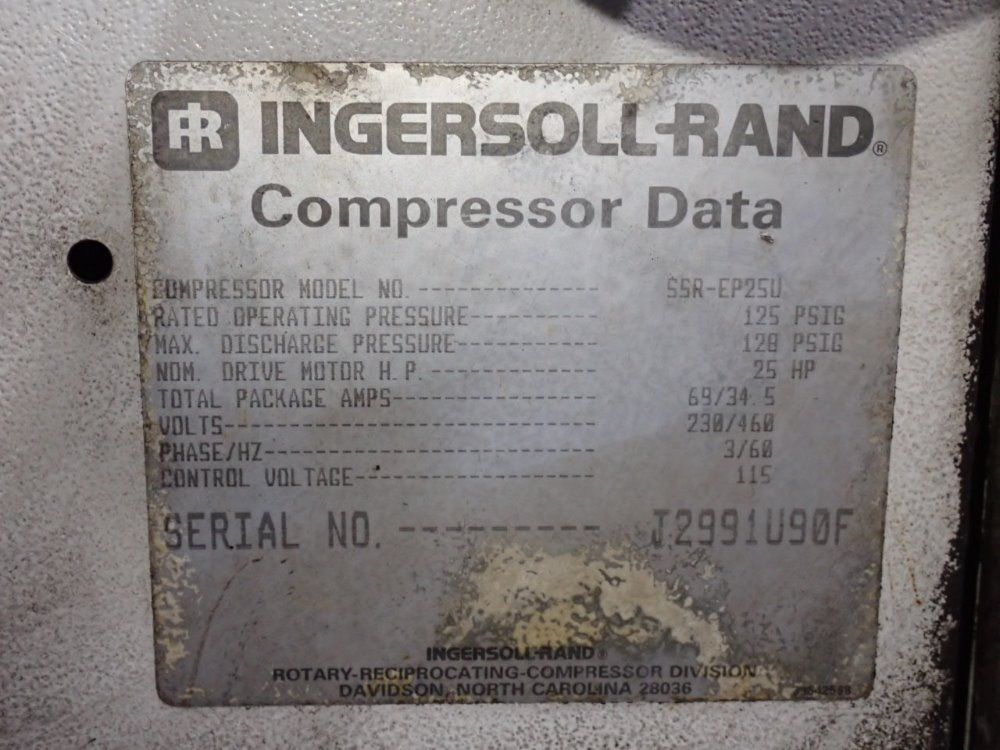 IR INGERSOLL-RAND®
Compressor Data
COMPRESSOR MODEL NO. -------------- SSR-EP25U
RATED OPERATING PRESSURE---------- 125 PSIG
MAX. DISCHARGE PRESSURE----------- 128 PSIG
NOM. DRIVE MOTOR H.P.------------- 25 HP
TOTAL PACKAGE AMPS---------------- 69/34.5
VOLTS----------------------------- 230/460
PHASE/HZ-------------------------- 3/60
CONTROL VOLTAGE------------------- 115
SERIAL NO. --------- J2991U90F
INGERSOLL-RAND®
ROTARY-RECIPROCATING-COMPRESSOR DIVISION
DAVIDSON, NORTH CAROLINA 28036